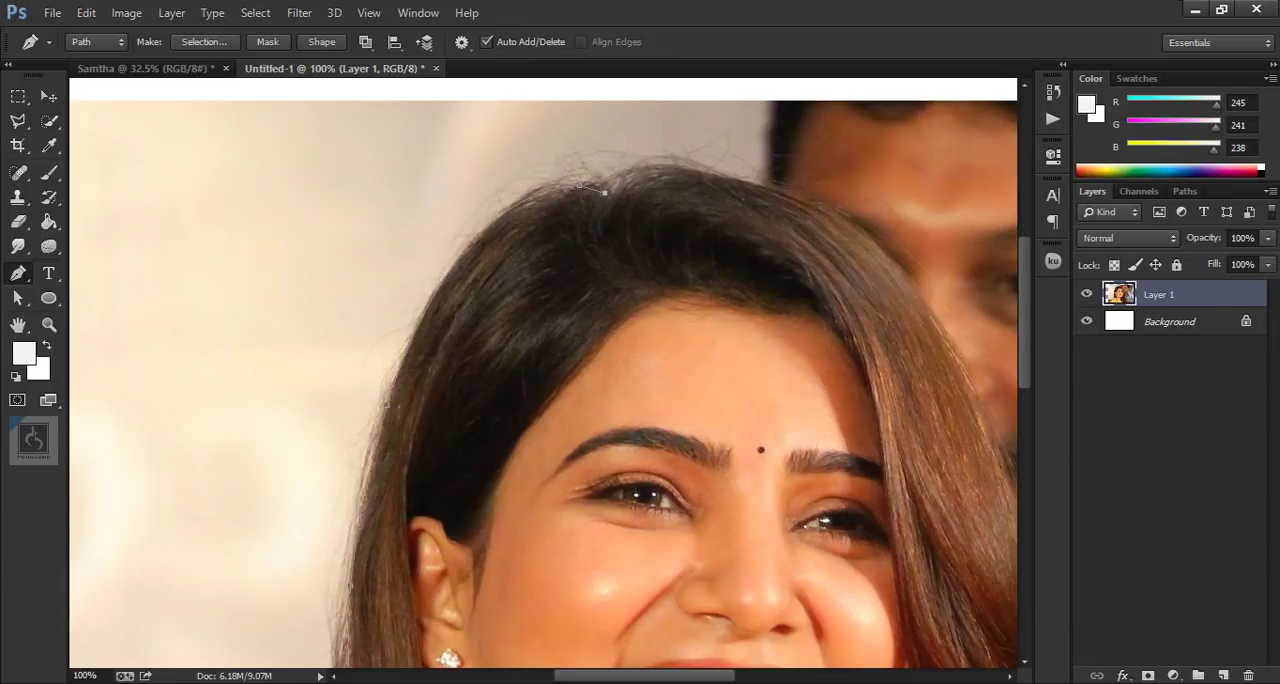 Ps File Edit Image Layer Type Select Filter 3D View Window Help
Path Make: Selection... Mask Shape Auto Add/Delete Align Edges Essentials
Samtha @ 32.5% (RGB/8#) * × Untitled-1 @ 100% (Layer 1, RGB/8) * ×
Color Swatches
R 245
G 241
B 238
Layers Channels Paths
Kind
Normal Opacity: 100%
Lock: Fill: 100%
Layer 1
Background
A
ku
T
100% Doc: 6.18M/9.07M
fx